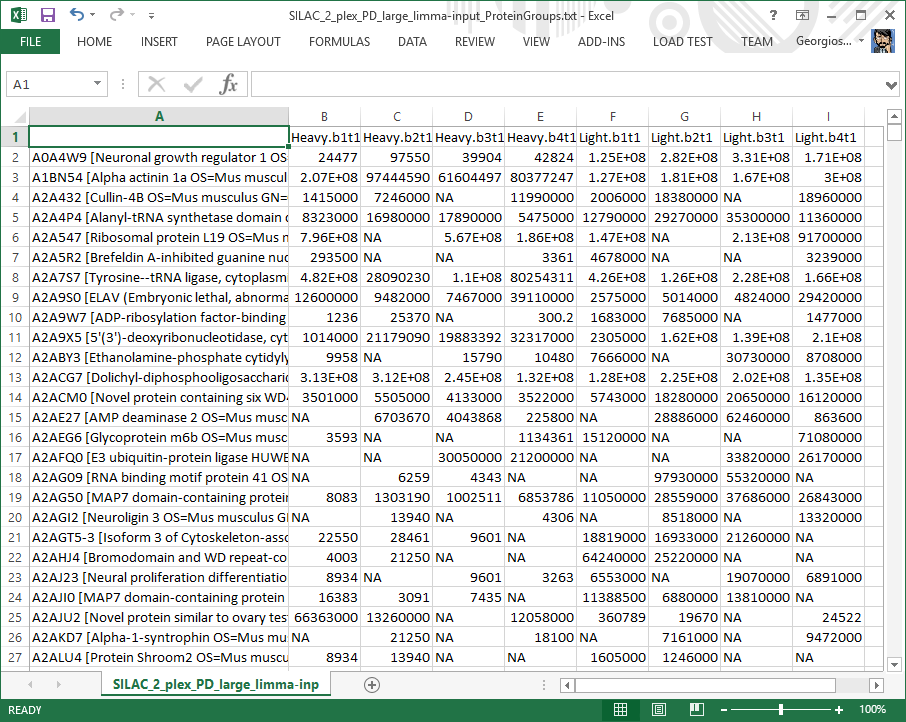 SILAC_2_plex_PD_large_limma-input_ProteinGroups.txt - Excel
FILE HOME INSERT PAGE LAYOUT FORMULAS DATA REVIEW VIEW ADD-INS LOAD TEST TEAM Georgios...
A1 fx
A B C D E F G H I
1 Heavy.b1t1 Heavy.b2t1 Heavy.b3t1 Heavy.b4t1 Light.b1t1 Light.b2t1 Light.b3t1 Light.b4t1
2 A0A4W9 [Neuronal growth regulator 1 OS 24477 97550 39904 42824 1.25E+08 2.82E+08 3.31E+08 1.71E+08
3 A1BN54 [Alpha actinin 1a OS=Mus muscul 2.07E+08 97444590 61604497 80377247 1.27E+08 1.81E+08 1.67E+08 3E+08
4 A2A432 [Cullin-4B OS=Mus musculus GN= 1415000 7246000 NA 11990000 2006000 18380000 NA 18960000
5 A2A4P4 [Alanyl-tRNA synthetase domain c 8323000 16980000 17890000 5475000 12790000 29270000 35300000 11360000
6 A2A547 [Ribosomal protein L19 OS=Mus m 7.96E+08 NA 5.67E+08 1.86E+08 1.47E+08 NA 2.13E+08 91700000
7 A2A5R2 [Brefeldin A-inhibited guanine nuc 293500 NA NA 3361 4678000 NA NA 3239000
8 A2A7S7 [Tyrosine--tRNA ligase, cytoplasm 4.82E+08 28090230 1.1E+08 80254311 4.26E+08 1.26E+08 2.28E+08 1.66E+08
9 A2A9S0 [ELAV (Embryonic lethal, abnorma 12600000 9482000 7467000 39110000 2575000 5014000 4824000 29420000
10 A2A9W7 [ADP-ribosylation factor-binding 1236 25370 NA 300.2 1683000 7685000 NA 1477000
11 A2A9X5 [5'(3')-deoxyribonucleotidase, cyt 1014000 21179090 19883392 32317000 2305000 1.62E+08 1.39E+08 2.1E+08
12 A2ABY3 [Ethanolamine-phosphate cytidyly 9958 NA 15790 10480 7666000 NA 30730000 8708000
13 A2ACG7 [Dolichyl-diphosphooligosaccharic 3.13E+08 3.12E+08 2.45E+08 1.32E+08 1.28E+08 2.25E+08 2.02E+08 1.35E+08
14 A2ACM0 [Novel protein containing six WD 3501000 5505000 4133000 3522000 5743000 18280000 20650000 16120000
15 A2AE27 [AMP deaminase 2 OS=Mus musc NA 6703670 4043868 225800 NA 28886000 62460000 863600
16 A2AEG6 [Glycoprotein m6b OS=Mus musc 3593 NA NA 1134361 15120000 NA NA 71080000
17 A2AFQ0 [E3 ubiquitin-protein ligase HUWE NA NA 30050000 21200000 NA NA 33820000 26170000
18 A2AG09 [RNA binding motif protein 41 OS NA 6259 4343 NA NA 97930000 55320000 NA
19 A2AG50 [MAP7 domain-containing protein 8083 1303190 1002511 6853786 11050000 28559000 37686000 26843000
20 A2AGI2 [Neuroligin 3 OS=Mus musculus G NA 13940 NA 4306 NA 8518000 NA 13320000
21 A2AGT5-3 [Isoform 3 of Cytoskeleton-asso 22550 28461 9601 NA 18819000 16933000 21260000 NA
22 A2AHJ4 [Bromodomain and WD repeat-co 4003 21250 NA NA 64240000 25220000 NA NA
23 A2AJ23 [Neural proliferation differentiatio 8934 NA 9601 3263 6553000 NA 19070000 6891000
24 A2AJI0 [MAP7 domain-containing protein 16383 3091 7435 NA 11388500 6880000 13810000 NA
25 A2AJU2 [Novel protein similar to ovary tes 66363000 13260000 NA 12058000 360789 19670 NA 24522
26 A2AKD7 [Alpha-1-syntrophin OS=Mus mu NA 21250 NA 18100 NA 7161000 NA 9472000
27 A2ALU4 [Protein Shroom2 OS=Mus muscu 8934 13940 NA NA 1605000 1246000 NA NA
SILAC_2_plex_PD_large_limma-inp
READY 100%